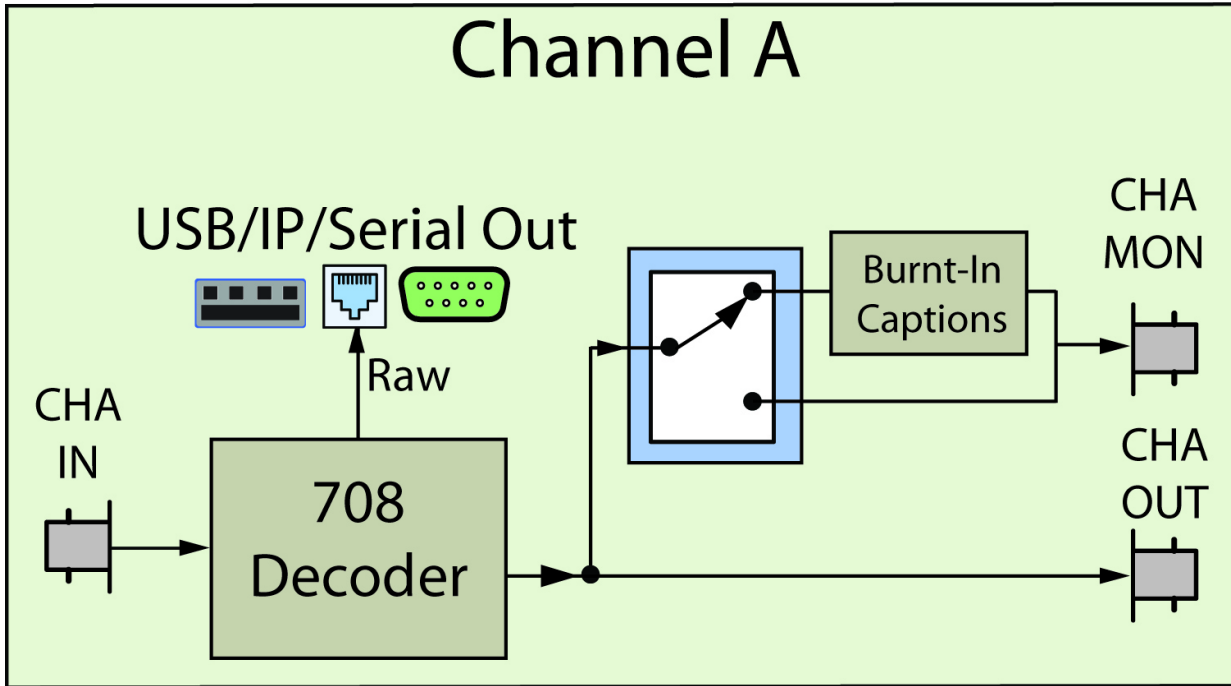 Channel A
USB/IP/Serial Out
Raw
CHA
IN
708
Decoder
Burnt-In
Captions
CHA
MON
CHA
OUT